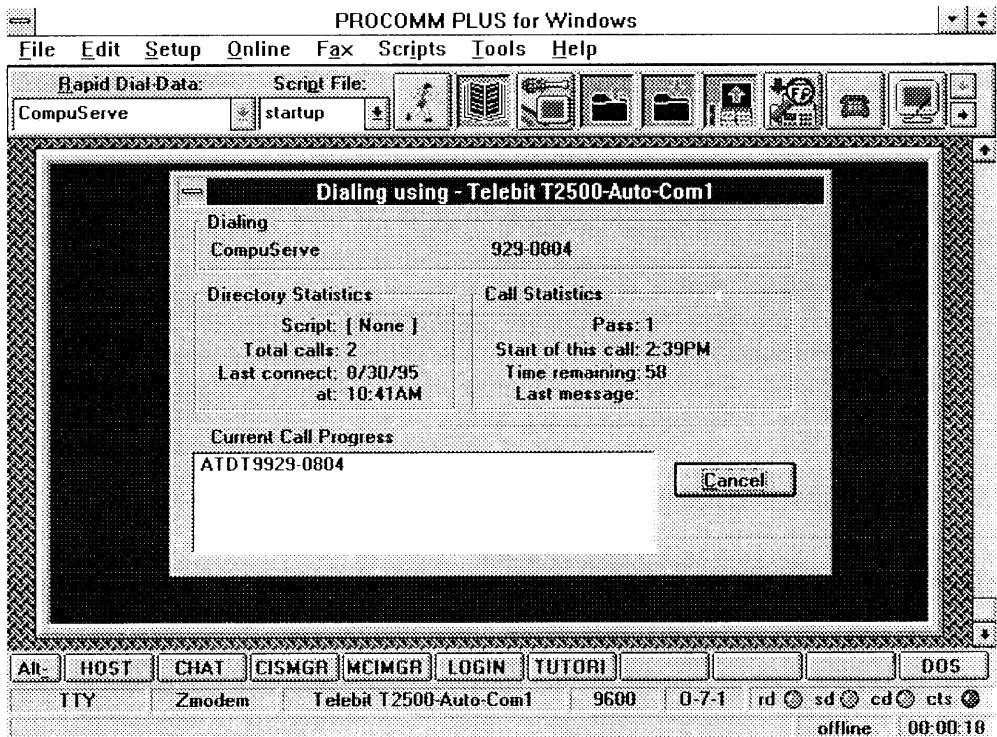 PROCOMM PLUS for Windows
File Edit Setup Online Fax Scripts Tools Help
Rapid Dial-Data: Script File:
CompuServe startup
Dialing using - Telebit T2500-Auto-Com1
Dialing
CompuServe 929-0804
Directory Statistics
Script: [ None ]
Total calls: 2
Last connect: 8/30/95
at: 10:41AM
Call Statistics
Pass: 1
Start of this call: 2:39PM
Time remaining: 58
Last message:
Current Call Progress
ATDT9929-0804
Cancel
Alt- HOST CHAT CISMGR MCIMGR LOGIN TUTORI DOS
TTY Zmodem Telebit T2500-Auto-Com1 9600 O-7-1 rd sd cd cts
offline 00:00:18